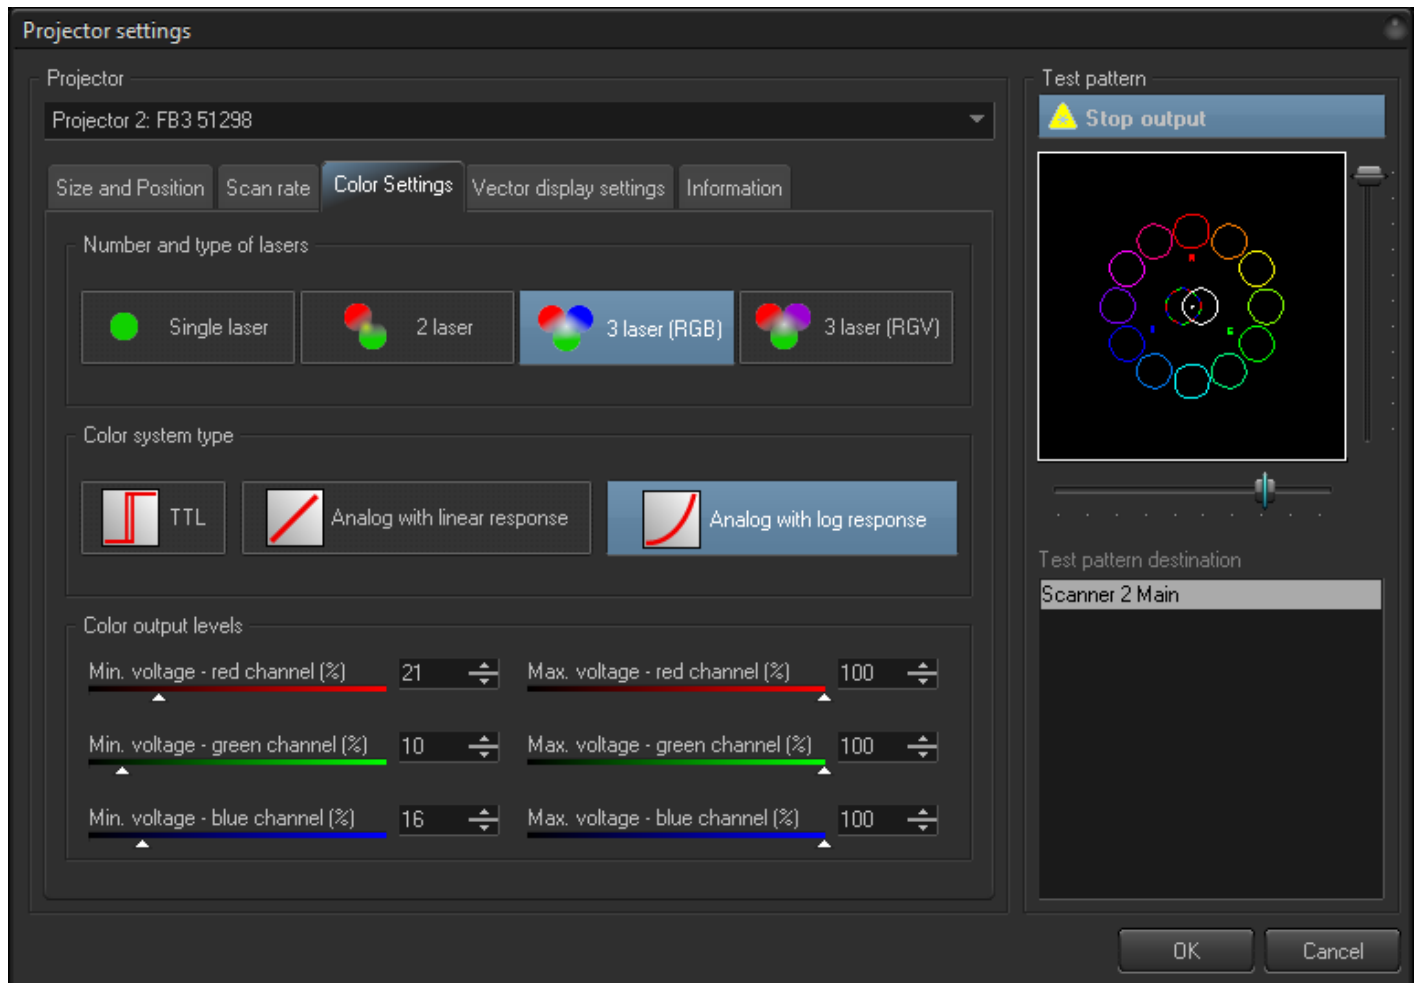 Projector settings
Projector
Projector 2: FB3 51298
Size and Position
Scan rate
Color Settings
Vector display settings
Information
Number and type of lasers
Single laser
2 laser
3 laser (RGB)
3 laser (RGV)
Color system type
TTL
Analog with linear response
Analog with log response
Color output levels
Min. voltage - red channel (%)
21
Max. voltage - red channel (%)
100
Min. voltage - green channel (%)
10
Max. voltage - green channel (%)
100
Min. voltage - blue channel (%)
16
Max. voltage - blue channel (%)
100
Test pattern
Stop output
Test pattern destination
Scanner 2 Main
OK
Cancel